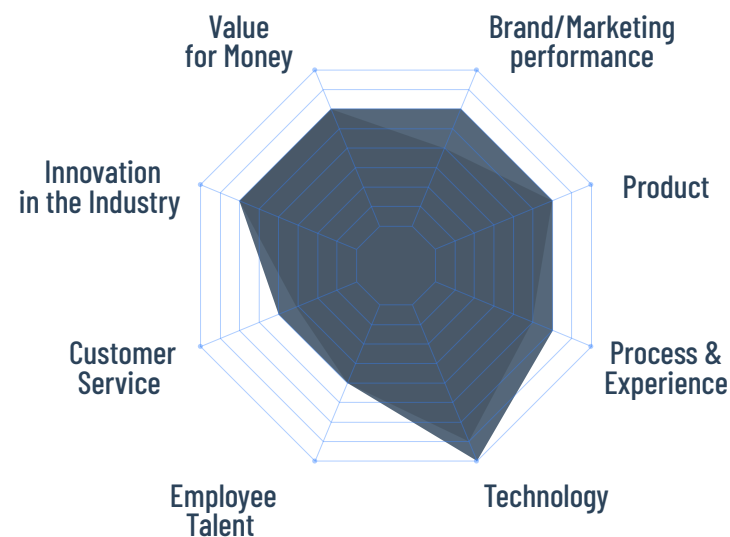 Value
for Money
Brand/Marketing
performance
Innovation
in the Industry
Product
Customer
Service
Process &
Experience
Employee
Talent
Technology